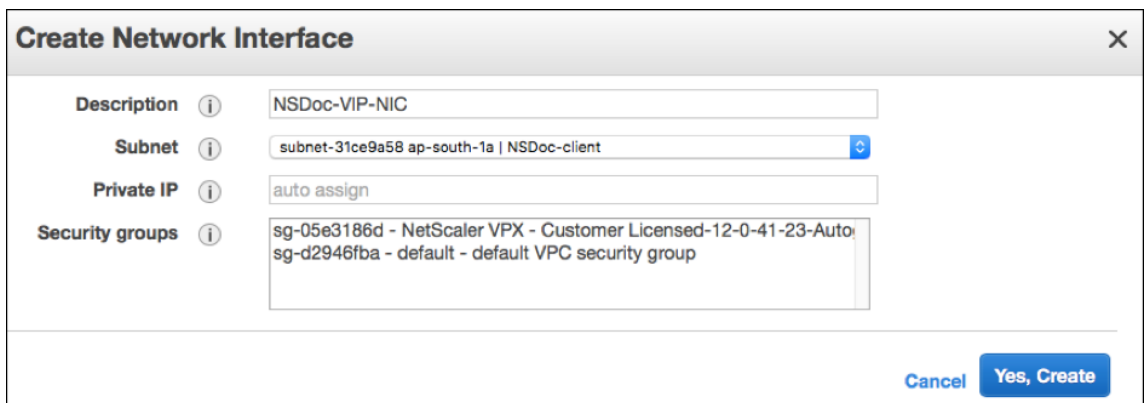 Create Network Interface
Description NSDoc-VIP-NIC
Subnet subnet-31ce9a58 ap-south-1a | NSDoc-client
Private IP auto assign
Security groups sg-05e3186d - NetScaler VPX - Customer Licensed-12-0-41-23-Auto
sg-d2946fba - default - default VPC security group
Cancel Yes, Create